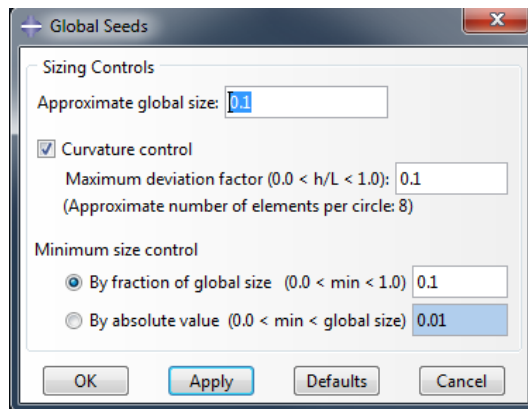 Global Seeds
Sizing Controls
Approximate global size: 0.1
Curvature control
Maximum deviation factor (0.0 < h/L < 1.0): 0.1
(Approximate number of elements per circle: 8)
Minimum size control
By fraction of global size (0.0 < min < 1.0) 0.1
By absolute value (0.0 < min < global size) 0.01
OK Apply Defaults Cancel